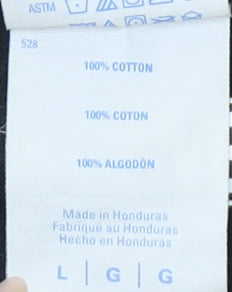 ASTM
528
100% COTTON
100% COTON
100% ALGODÓN
Made in Honduras
Fabriqué au Honduras
Hecho en Honduras
L | G | G